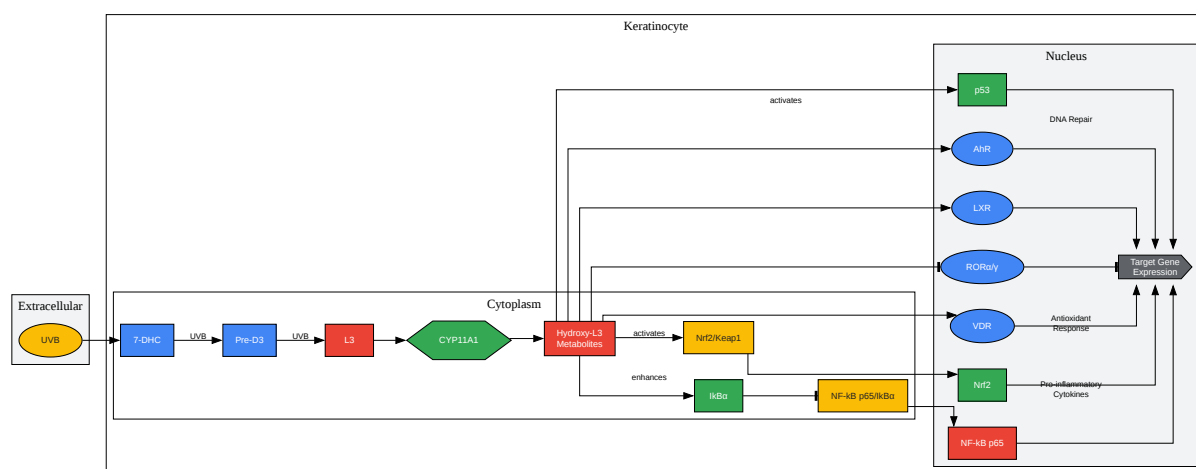 Keratinocyte
Nucleus
p53
activates
DNA Repair
AhR
LXR
RORα/γ
Target Gene
Expression
Extracellular
Cytoplasm
UVB
7-DHC
UVB
Pre-D3
UVB
L3
CYP11A1
Hydroxy-L3
Metabolites
activates
Nrf2/Keap1
VDR
Antioxidant
Response
enhances
IkBα
NF-kB p65/IkBα
Nrf2
Pro-inflammatory
Cytokines
NF-kB p65